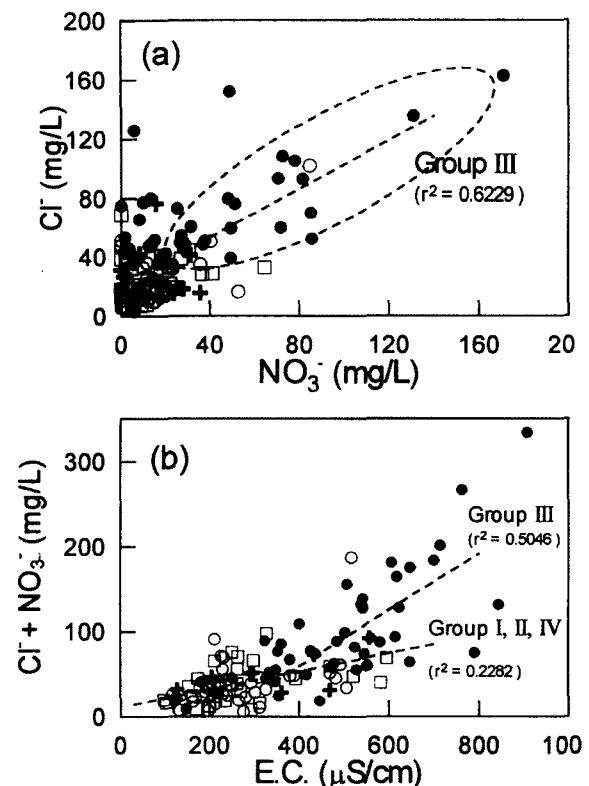 (a)
Cl⁻ (mg/L)
200
160
120
80
40
0
Group III
(r² = 0.6229)
0 40 80 120 160 20
NO₃⁻ (mg/L)
(b)
Cl⁻ + NO₃⁻ (mg/L)
300
200
100
0
Group III
(r² = 0.5046)
Group I, II, IV
(r² = 0.2282)
0 200 400 600 800 100
E.C. (μS/cm)